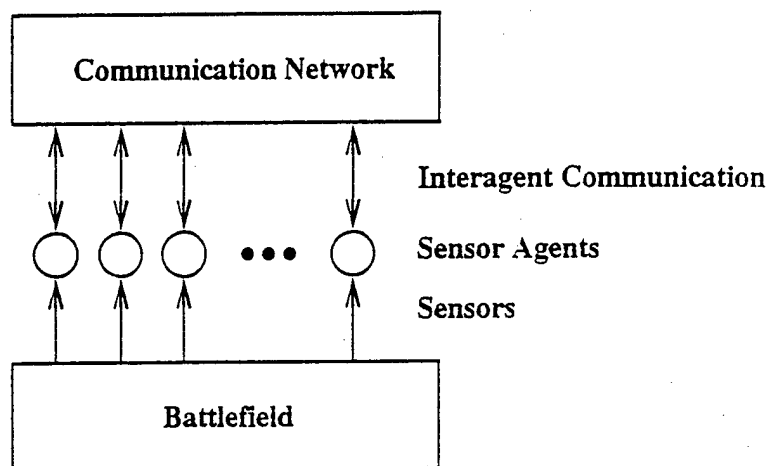 Communication Network
Interagent Communication
Sensor Agents
Sensors
Battlefield